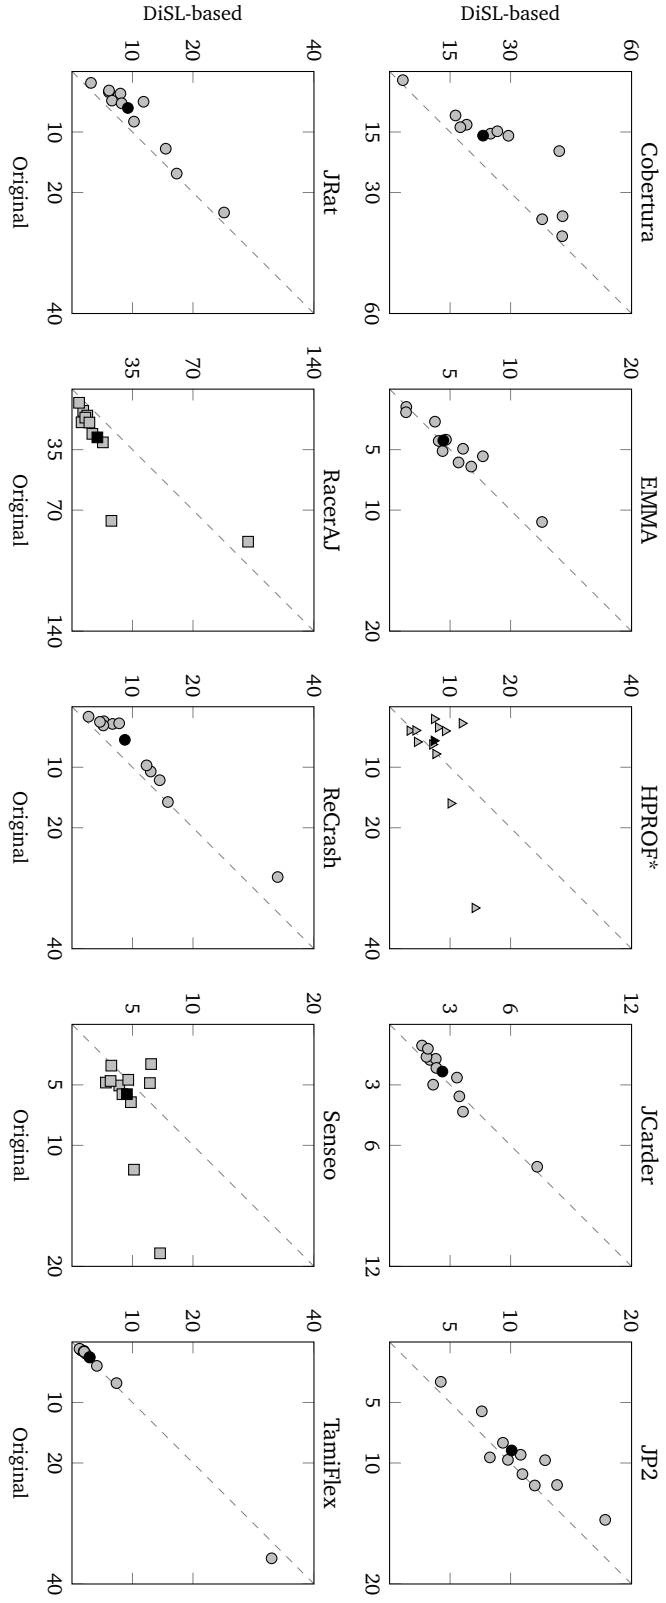 Cobertura EMMA HPROF* JCarder JP2
60 20 40 12 20
30 10 20 6 10
DiSL-based
15 5 10 3 5
15 30 60 5 10 20 10 20 40 3 6 12 5 10 20
JRat RacerAJ ReCrash Senseo TamiFlex
40 140 40 20 40
20 70 20 10 20
DiSL-based
10 35 10 5 10
10 20 40 35 70 140 10 20 40 5 10 20 10 20 40
Original Original Original Original Original